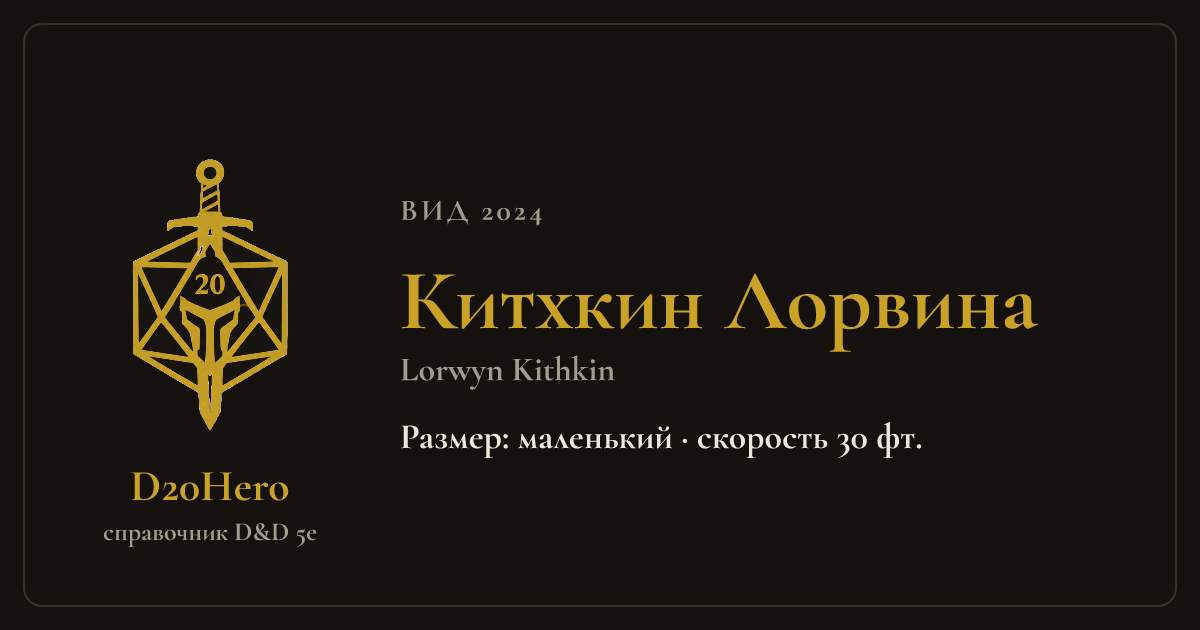 20
D20Hero
справочник D&D 5e
ВИД 2024
Китхкин Лорвина
Lorwyn Kithkin
Размер: маленький · скорость 30 фт.